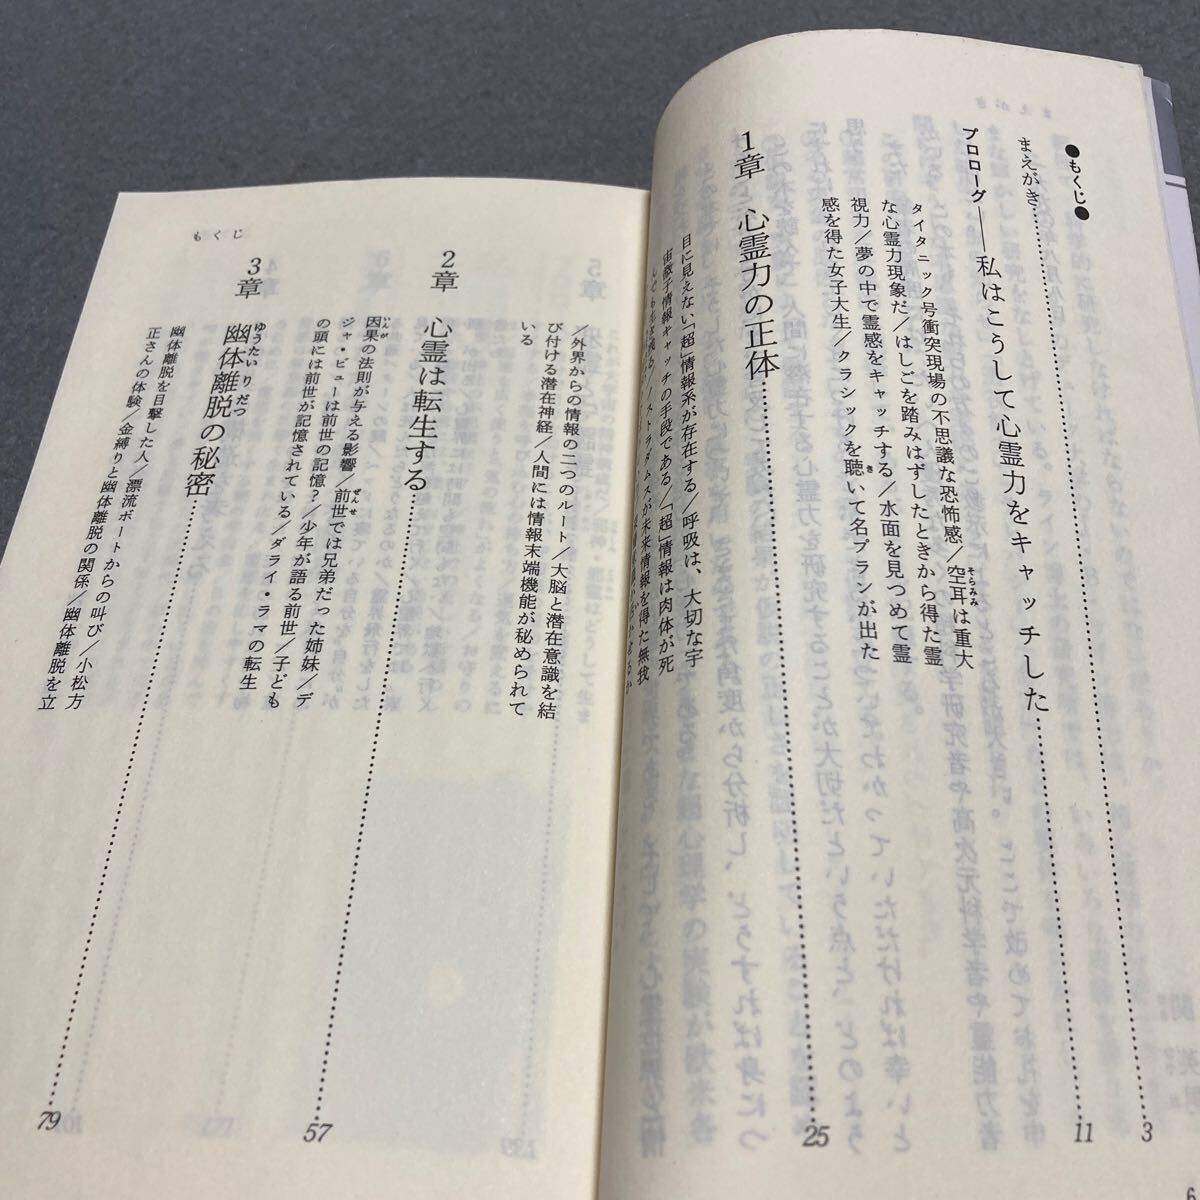 ●もくじ●
まえがき 3
プロローグ――私はこうして心霊力をキャッチした 11
タイタニック号衝突現場の不思議な恐怖感/空耳は重大
な心霊力現象だ/はしごを踏みはずしたときから得た霊
視力/夢の中で霊感をキャッチする/水面を見つめて霊
感を得た女子大生/クラシックを聴いて名プランが出た
1章 心霊力の正体 25
目に見えない「超」情報系が存在する/呼吸は、大切な宇
宙微子情報キャッチの手段である/「超」情報は肉体が死
ストラダムスが未来情報を得た無我
6
もくじ
/外界からの情報の二つのルート/大脳と潜在意識を結
び付ける潜在神経/人間には情報末端機能が秘められて
いる
2章 心霊は転生する 57
因果の法則が与える影響/前世では兄弟だった姉妹/デ
ジャ・ビューは前世の記憶?/少年が語る前世/子ども
の頭には前世が記憶されている/ダライ・ラマの転生
3章 幽体離脱の秘密 79
幽体離脱を目撃した人/漂流ボートからの叫び/小松方
正さんの体験/金縛りと幽体離脱の関係/幽体離脱を立